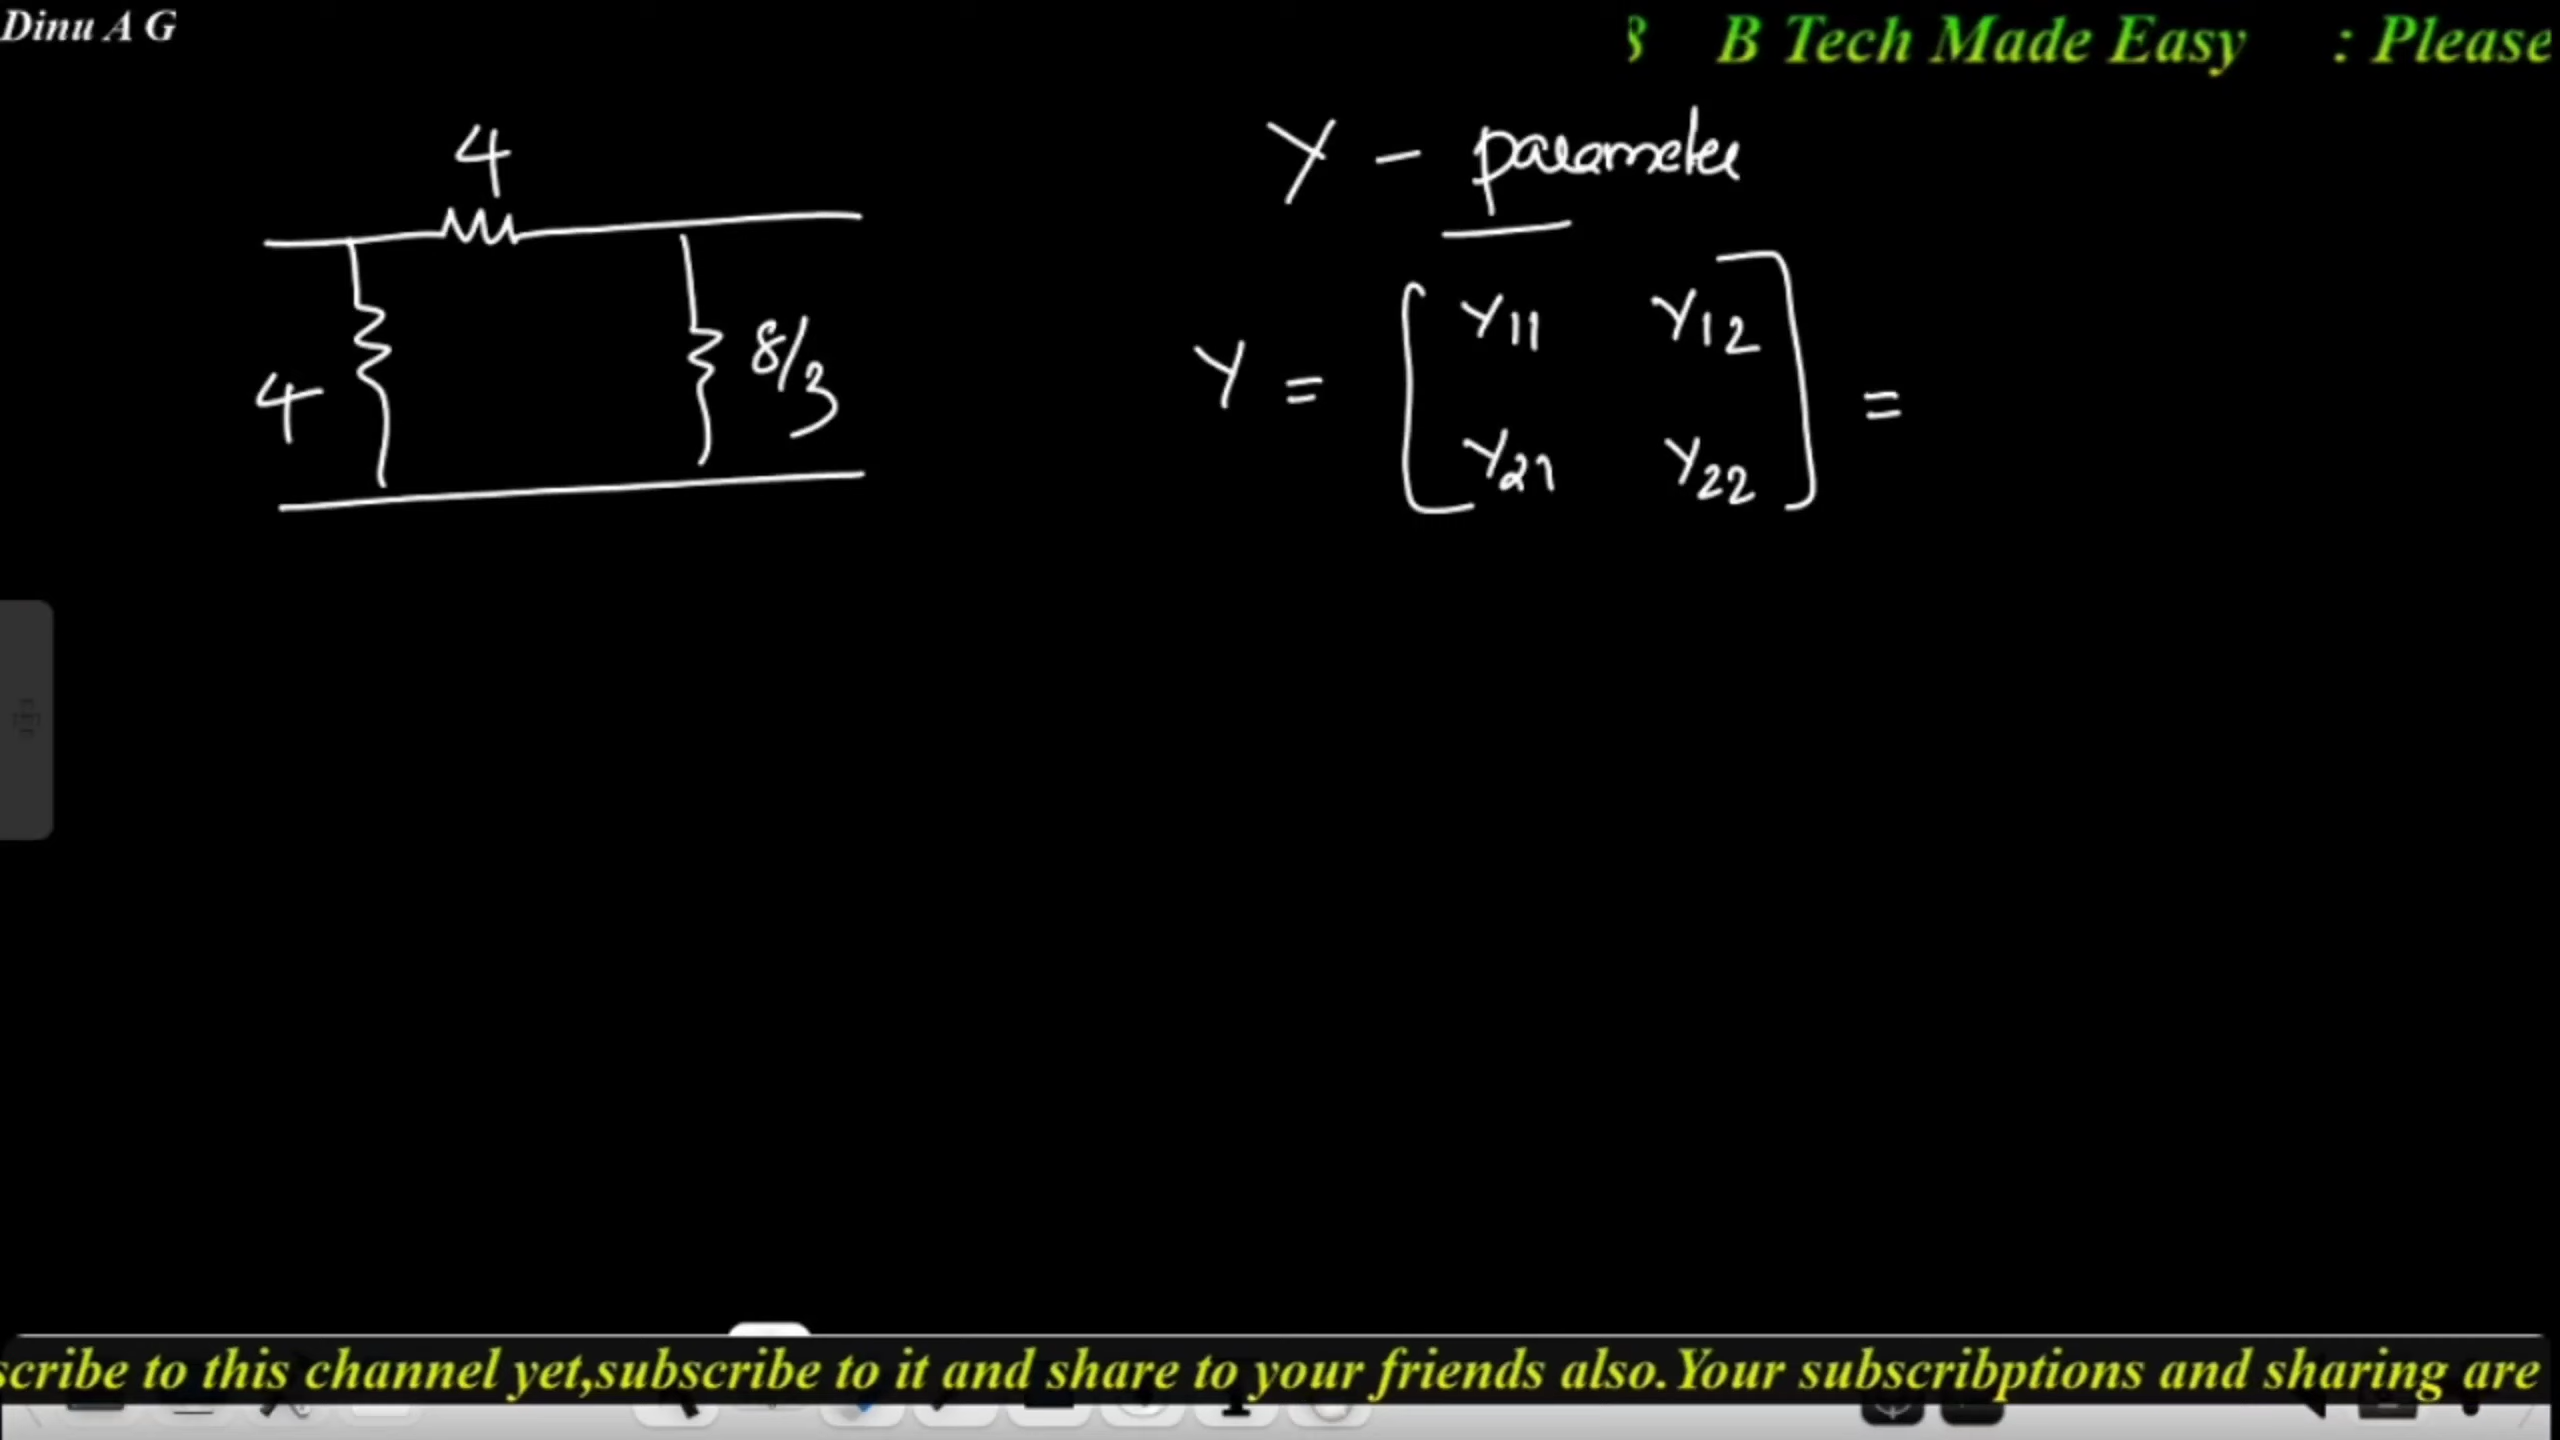 Dinu A G
B Tech Made Easy : Please
4
4
8/3
Y - parameter
Y = [ Y11 Y12
Y21 Y22 ] =
scribe to this channel yet,subscribe to it and share to your friends also.Your subscribptions and sharing are